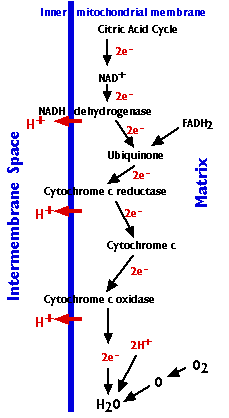 Inner mitochondrial membrane
Citric Acid Cycle
2e⁻
NAD⁺
2e⁻
NADH dehydrogenase
H⁺
2e⁻
FADH₂
Ubiquinone
2e⁻
Cytochrome c reductase
H⁺
2e⁻
Cytochrome c
2e⁻
Cytochrome c oxidase
H⁺
2e⁻
2H⁺
O₂
O
H₂O
Intermembrane Space
Matrix